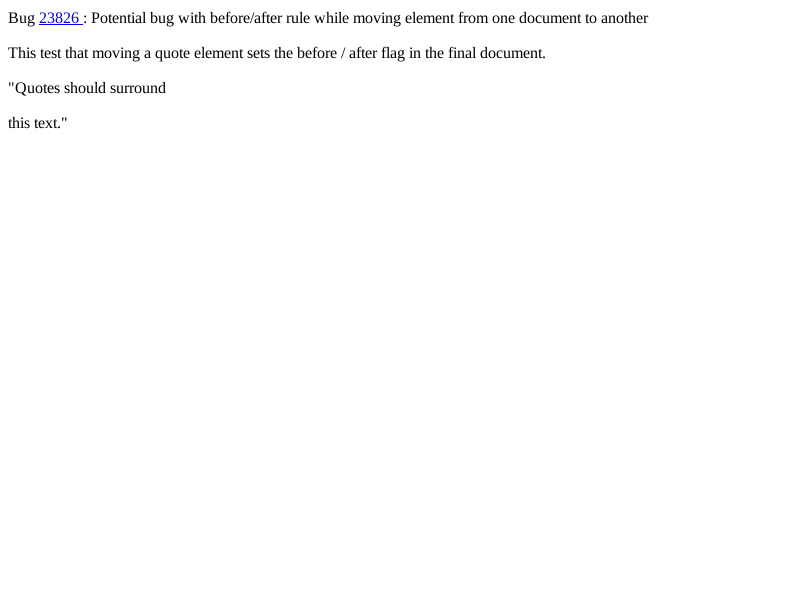 Bug 23826 : Potential bug with before/after rule while moving element from one document to another
This test that moving a quote element sets the before / after flag in the final document.
"Quotes should surround
this text."